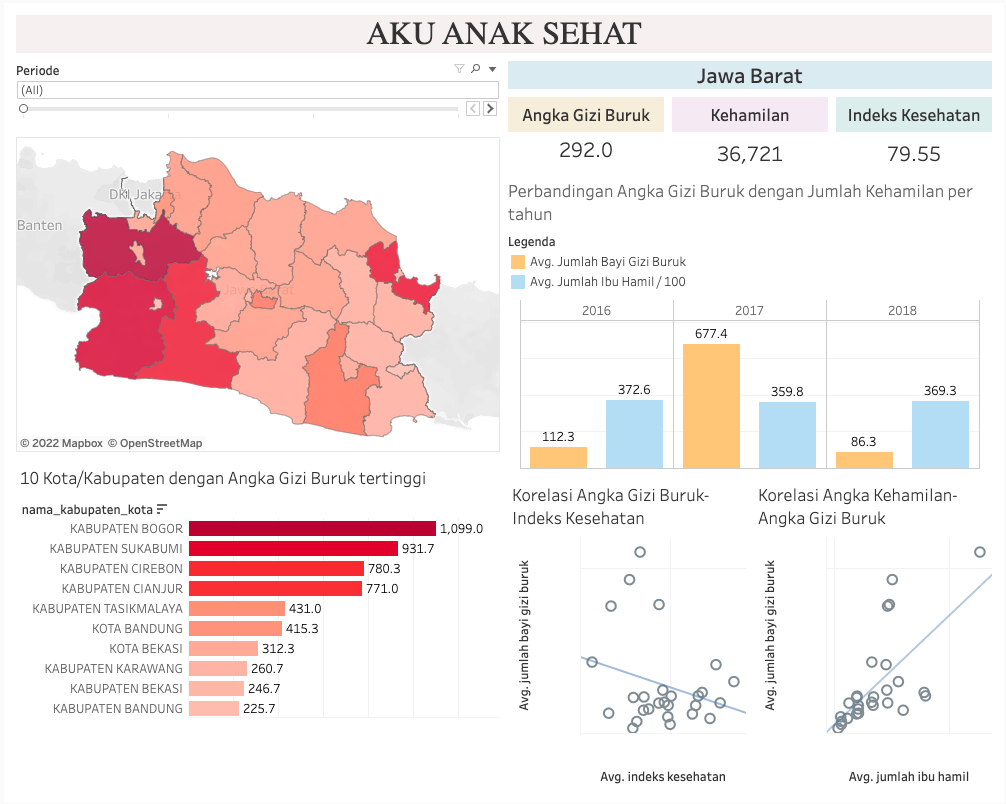 AKU ANAK SEHAT
Periode
(All)
Banten
DKI Jakarta
Jawa Barat
© 2022 Mapbox © OpenStreetMap
10 Kota/Kabupaten dengan Angka Gizi Buruk tertinggi
nama_kabupaten_kota
KABUPATEN BOGOR 1,099.0
KABUPATEN SUKABUMI 931.7
KABUPATEN CIREBON 780.3
KABUPATEN CIANJUR 771.0
KABUPATEN TASIKMALAYA 431.0
KOTA BANDUNG 415.3
KOTA BEKASI 312.3
KABUPATEN KARAWANG 260.7
KABUPATEN BEKASI 246.7
KABUPATEN BANDUNG 225.7
Jawa Barat
Angka Gizi Buruk Kehamilan Indeks Kesehatan
292.0 36,721 79.55
Perbandingan Angka Gizi Buruk dengan Jumlah Kehamilan per
tahun
Legenda
Avg. Jumlah Bayi Gizi Buruk
Avg. Jumlah Ibu Hamil / 100
2016 2017 2018
112.3 372.6 677.4 359.8 86.3 369.3
Korelasi Angka Gizi Buruk-
Indeks Kesehatan
Avg. jumlah bayi gizi buruk
Avg. indeks kesehatan
Korelasi Angka Kehamilan-
Angka Gizi Buruk
Avg. jumlah bayi gizi buruk
Avg. jumlah ibu hamil